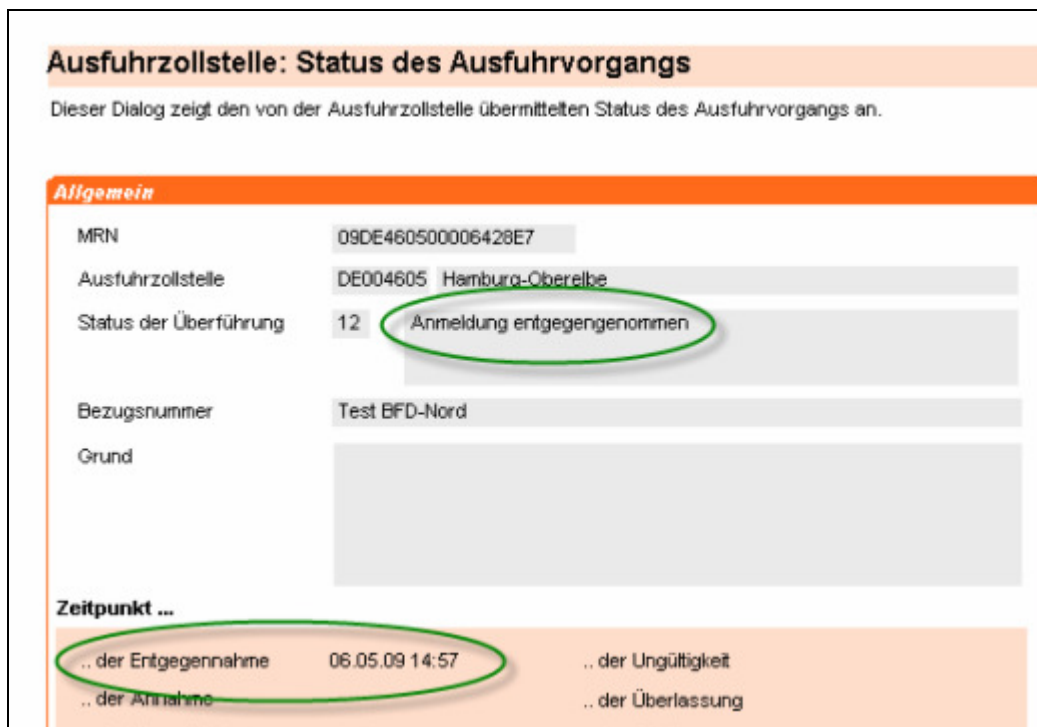 Ausfuhrzollstelle: Status des Ausfuhrvorgangs
Dieser Dialog zeigt den von der Ausfuhrzollstelle übermittelten Status des Ausfuhrvorgangs an.
Allgemein
MRN 09DE460500006428E7
Ausfuhrzollstelle DE004605 Hamburg-Oberelbe
Status der Überführung 12 Anmeldung entgegengenommen
Bezugsnummer Test BFD-Nord
Grund
Zeitpunkt ...
.. der Entgegennahme 06.05.09 14:57 .. der Ungültigkeit
.. der Annahme .. der Überlassung